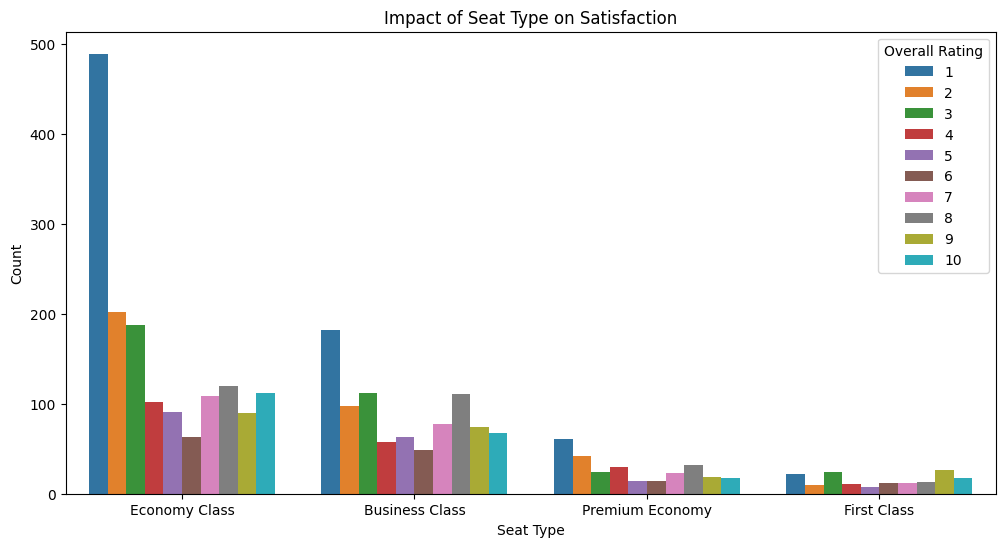 Impact of Seat Type on Satisfaction
Count
500
400
300
200
100
0
Overall Rating
1
2
3
4
5
6
7
8
9
10
Economy Class
Business Class
Premium Economy
First Class
Seat Type